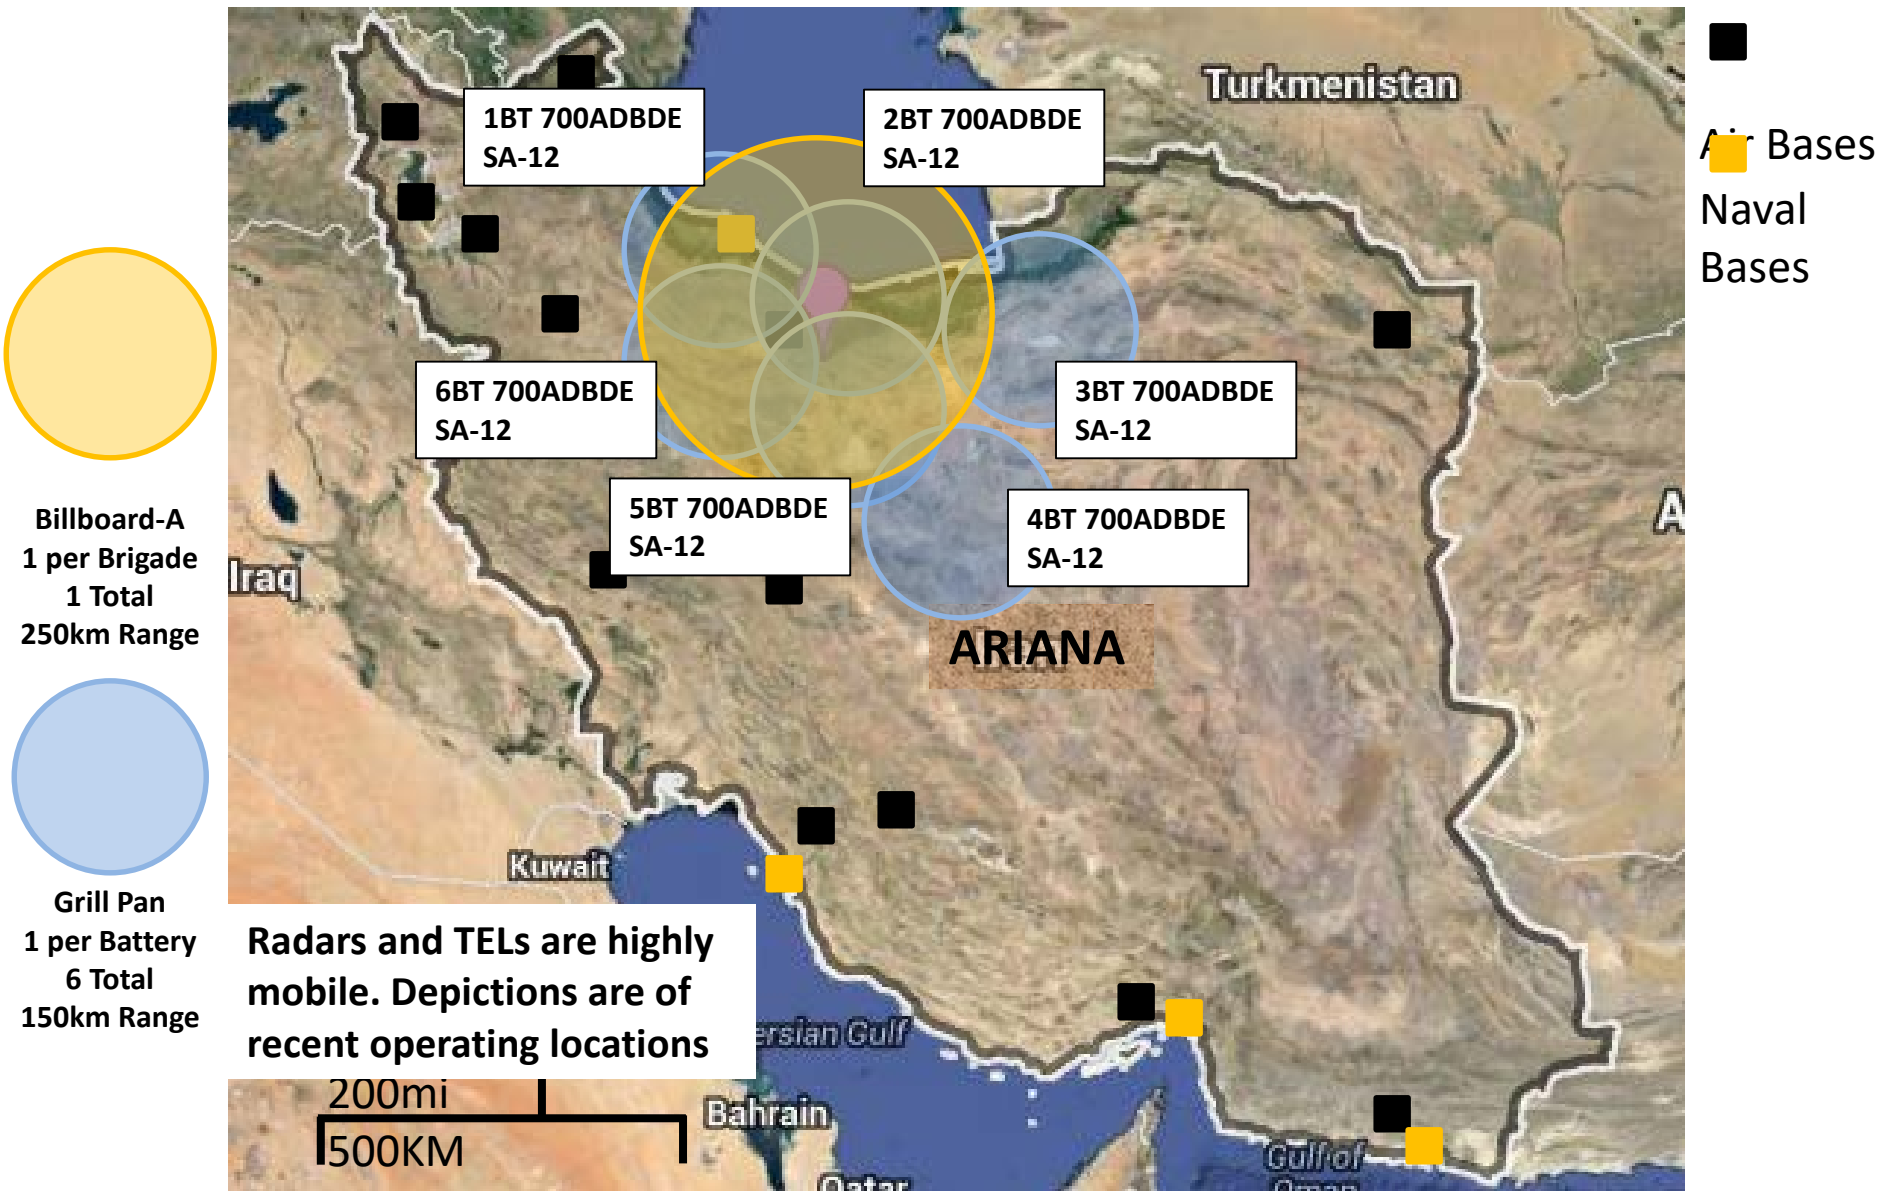 1BT 700ADBDE
SA-12
2BT 700ADBDE
SA-12
Turkmenistan
Air Bases
Naval
Bases
6BT 700ADBDE
SA-12
3BT 700ADBDE
SA-12
5BT 700ADBDE
SA-12
4BT 700ADBDE
SA-12
Billboard-A
1 per Brigade
1 Total
250km Range
Iraq
A
ARIANA
Grill Pan
1 per Battery
6 Total
150km Range
Kuwait
Radars and TELs are highly
mobile. Depictions are of
recent operating locations
ersian Gulf
200mi
500KM
Bahrain
Qatar
Gulf of
Oman